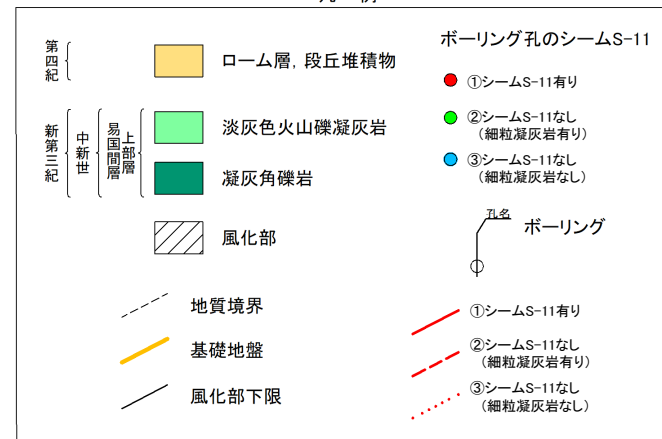 第四紀
ローム層, 段丘堆積物
新第三紀
中新世
易国間層
上部層
淡灰色火山礫凝灰岩
凝灰角礫岩
風化部
地質境界
基礎地盤
風化部下限
ボーリング孔のシームS-11
①シームS-11有り
②シームS-11なし
(細粒凝灰岩有り)
③シームS-11なし
(細粒凝灰岩なし)
孔名
ボーリング
①シームS-11有り
②シームS-11なし
(細粒凝灰岩有り)
③シームS-11なし
(細粒凝灰岩なし)